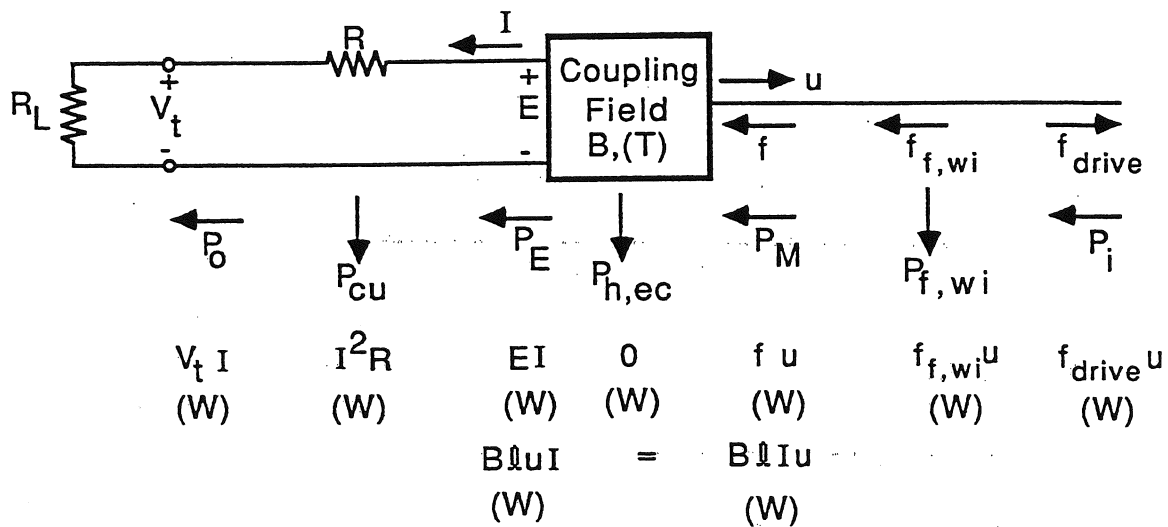 R I
+ + Coupling u
R_L V_t E Field
- - B,(T) f f_f,wi f_drive
P_o P_E P_M P_i
P_cu P_h,ec P_f,wi
V_t I I²R EI 0 f u f_f,wi u f_drive u
(W) (W) (W) (W) (W) (W) (W)
BℓuI = BℓIu
(W) (W)